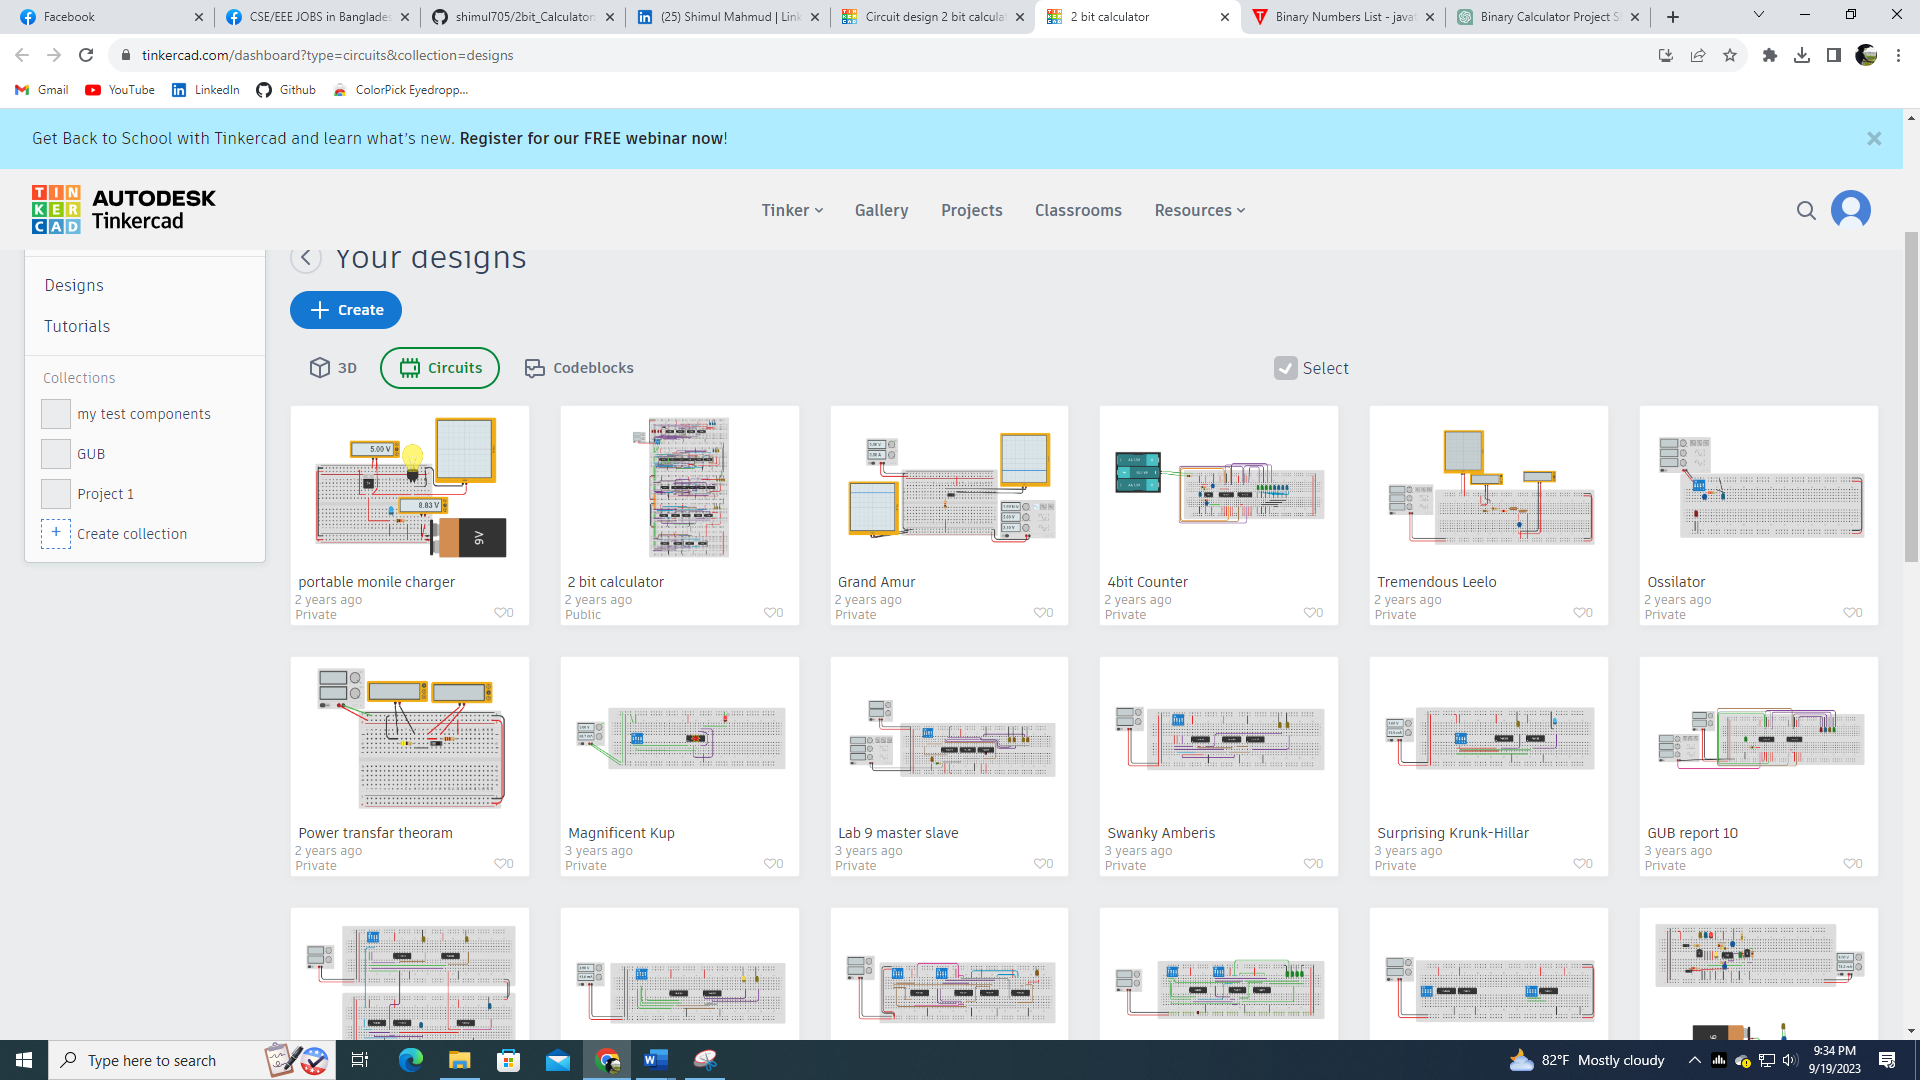 Facebook
CSE/EEE JOBS in Banglades
shimul705/2bit_Calculator
(25) Shimul Mahmud | Link
Circuit design 2 bit calculat
2 bit calculator
Binary Numbers List - javat
Binary Calculator Project S
tinkercad.com/dashboard?type=circuits&collection=designs
Gmail
YouTube
LinkedIn
Github
ColorPick Eyedropp...
Get Back to School with Tinkercad and learn what's new. Register for our FREE webinar now!
TINKERCAD
AUTODESK
Tinkercad
Tinker
Gallery
Projects
Classrooms
Resources
Designs
Tutorials
Collections
my test components
GUB
Project 1
+ Create collection
Your designs
+ Create
3D
Circuits
Codeblocks
Select
5.00 V
8.83 V
9V
portable monile charger
2 years ago
Private
0
2 bit calculator
2 years ago
Public
0
Grand Amur
2 years ago
Private
0
4bit Counter
2 years ago
Private
0
Tremendous Leelo
2 years ago
Private
0
Ossilator
2 years ago
Private
0
Power transfar theoram
2 years ago
Private
0
Magnificent Kup
3 years ago
Private
0
Lab 9 master slave
3 years ago
Private
0
Swanky Amberis
3 years ago
Private
0
Surprising Krunk-Hillar
3 years ago
Private
0
GUB report 10
3 years ago
Private
0
Type here to search
82°F Mostly cloudy
9:34 PM
9/19/2023